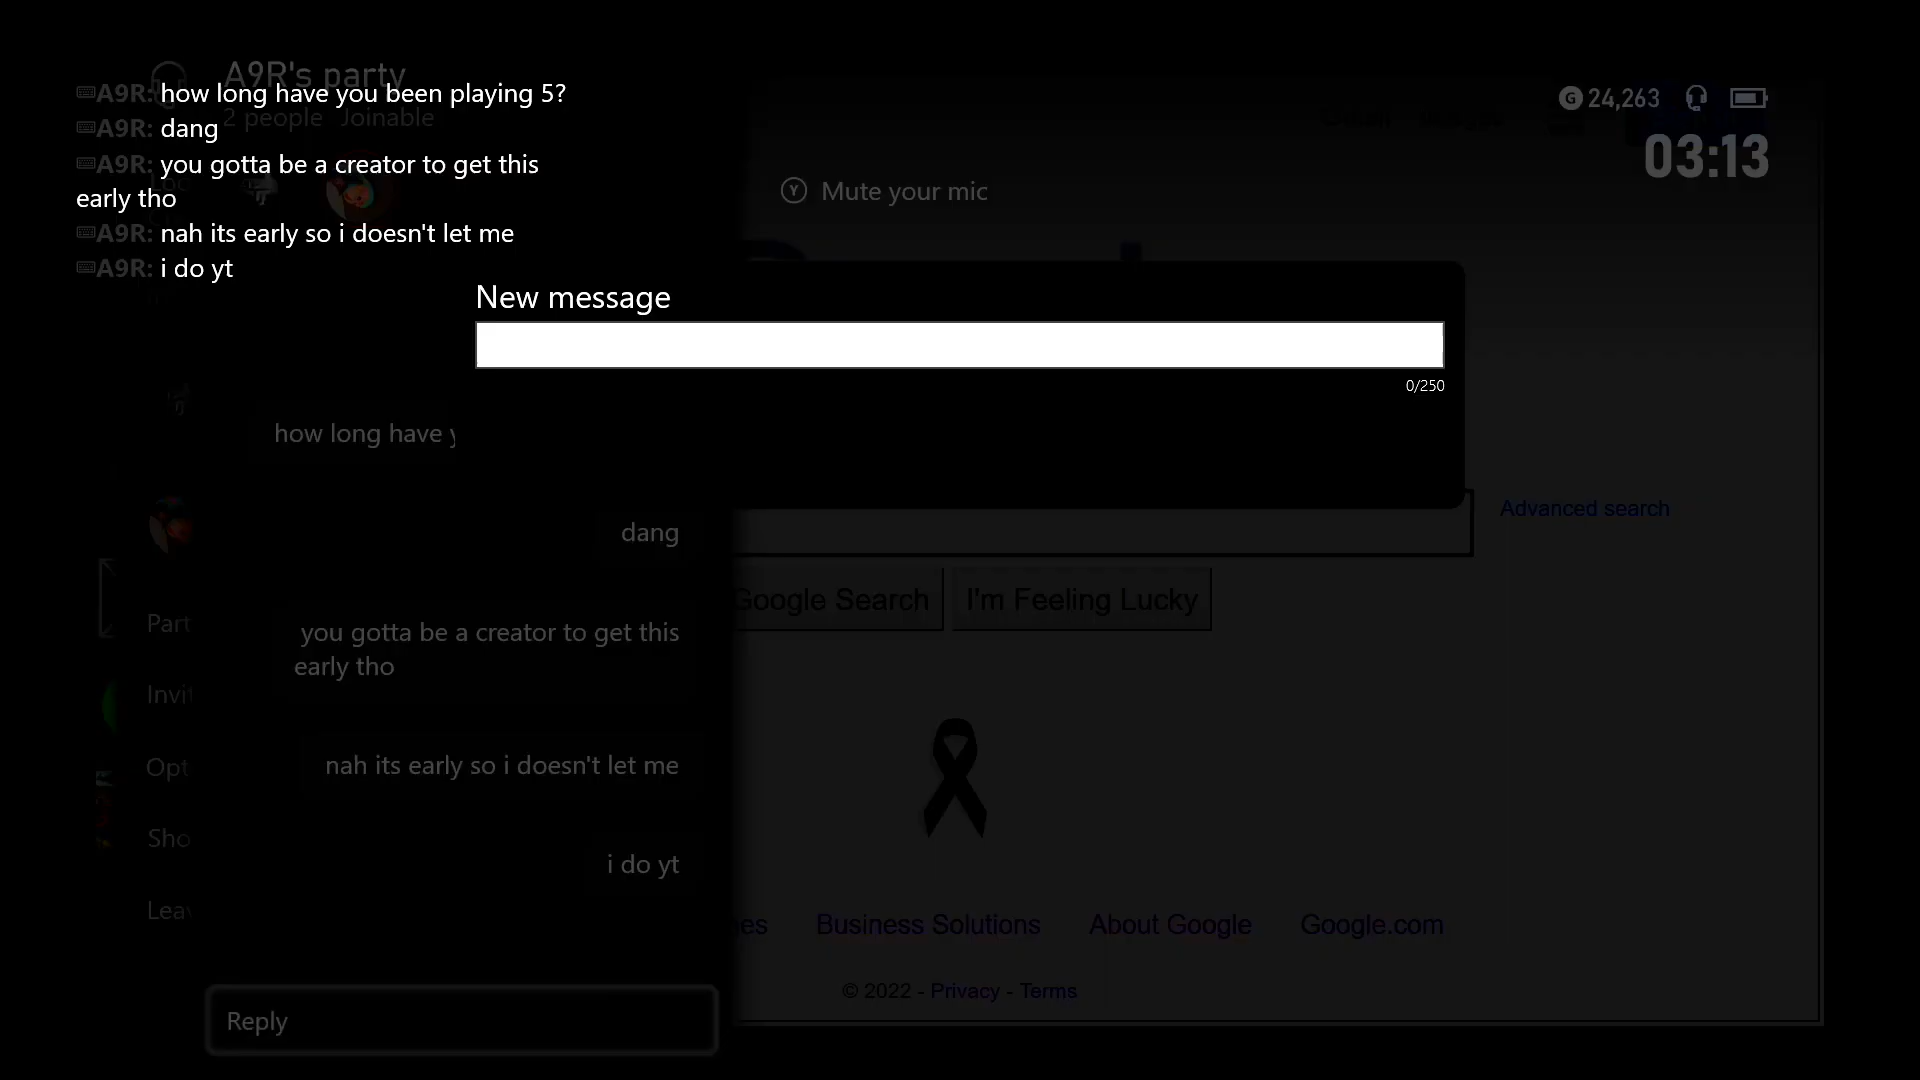 A9R's party
2 people Joinable
A9R: how long have you been playing 5?
A9R: dang
A9R: you gotta be a creator to get this
early tho
A9R: nah its early so i doesn't let me
A9R: i do yt
G 24,263
03:13
Y Mute your mic
New message
0/250
how long have y
dang
you gotta be a creator to get this
early tho
nah its early so i doesn't let me
i do yt
Part
Invit
Opt
Sho
Leav
Reply
Advanced search
Google Search
I'm Feeling Lucky
Business Solutions
About Google
Google.com
© 2022 - Privacy - Terms